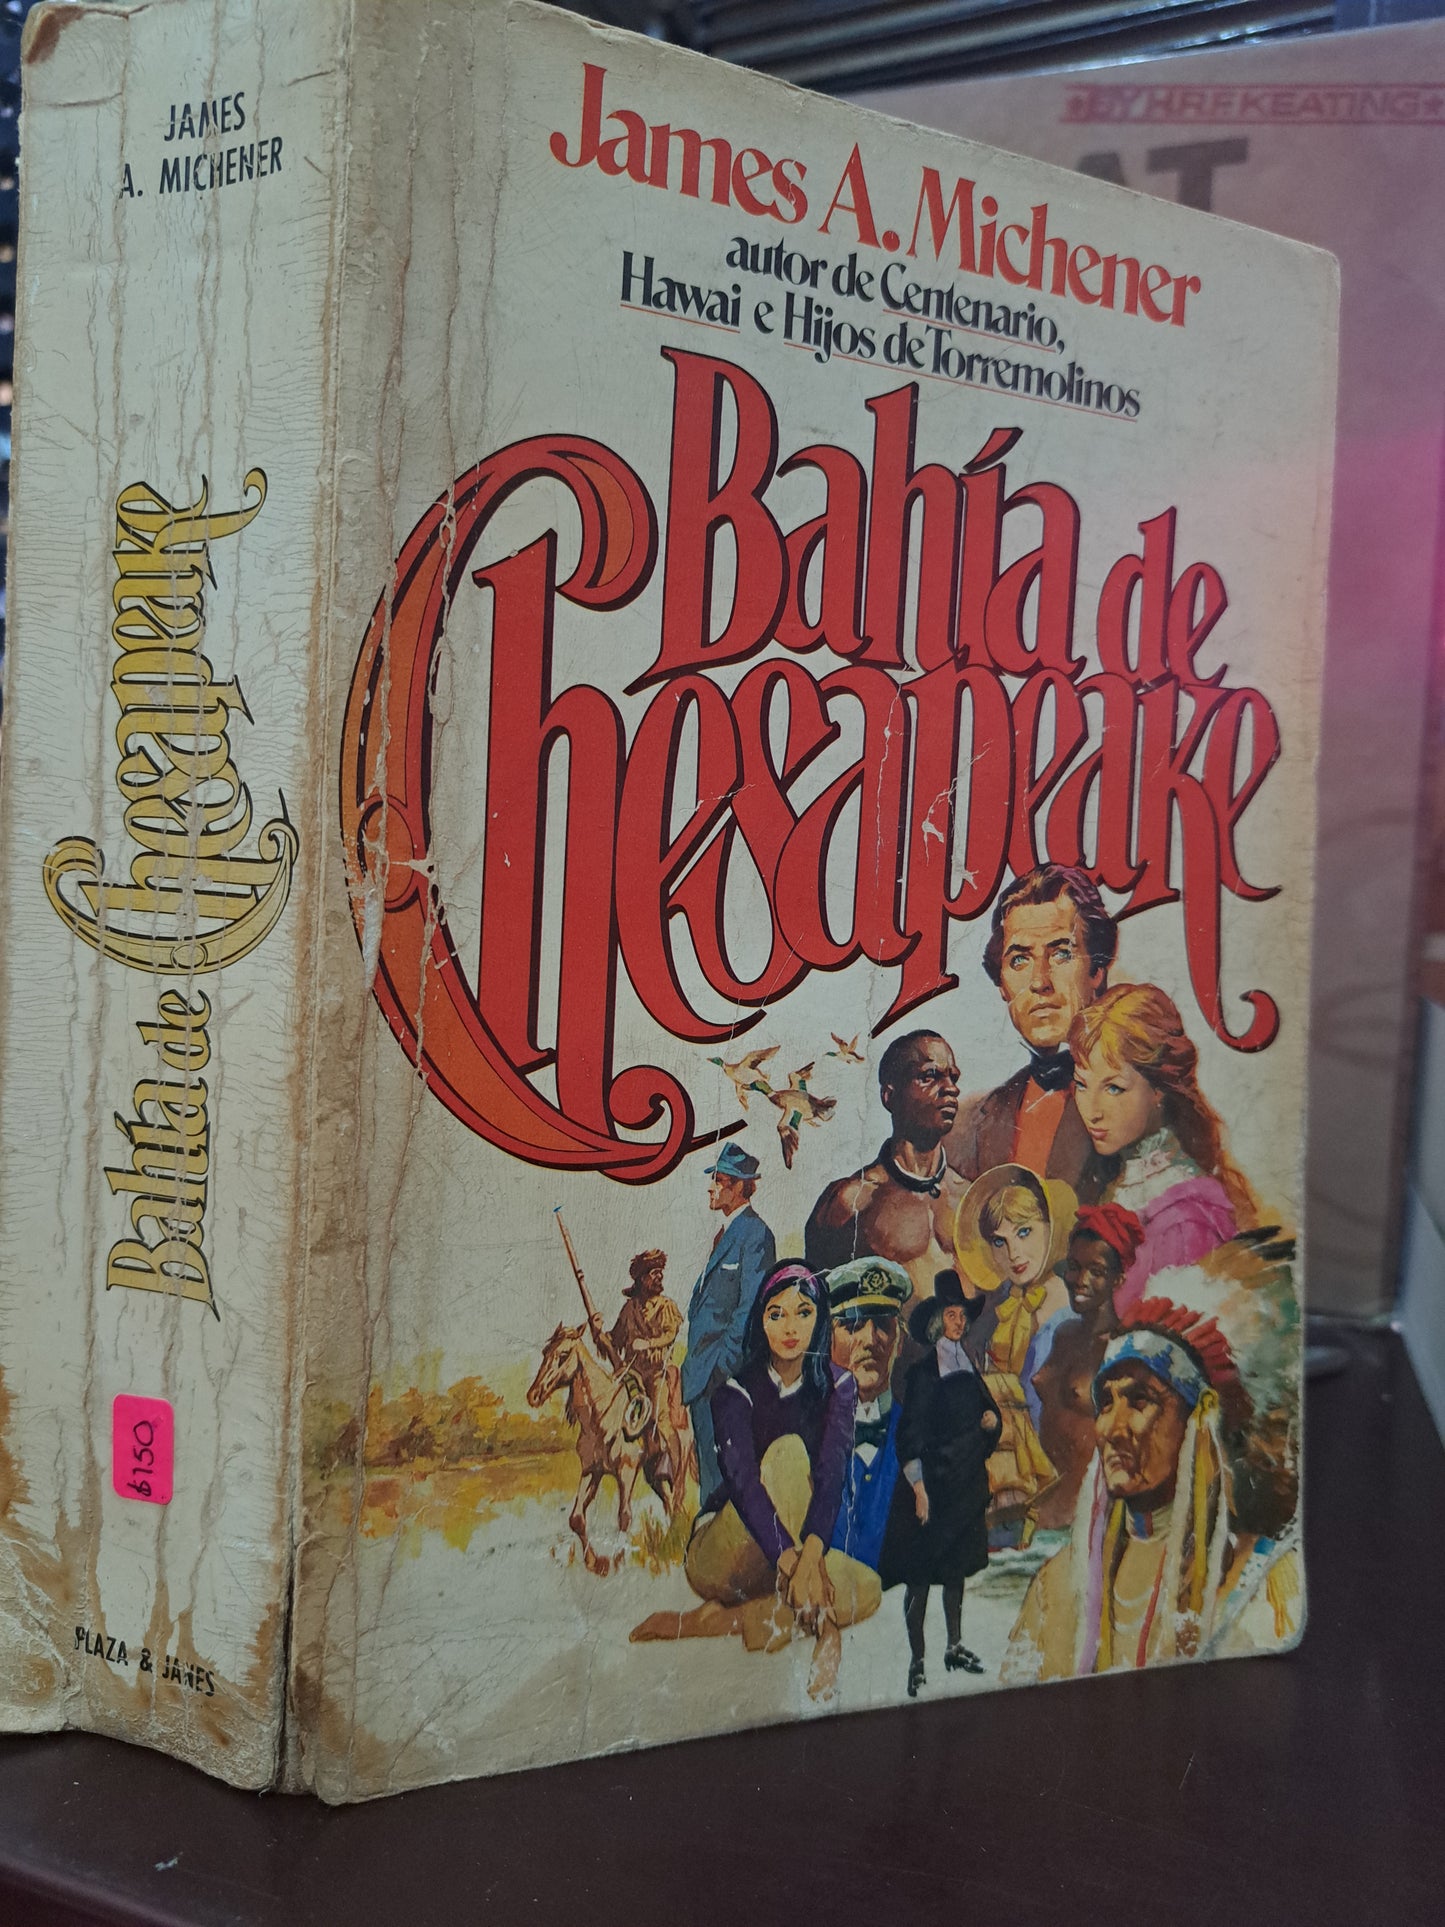 JAMES
A. MICHENER
Bahía de Chesapeake
$150
PLAZA & JANES
James A. Michener
autor de Centenario,
Hawai e Hijos de Torremolinos
Bahía de
Chesapeake
★BY H.R.F. KEATING★
AT